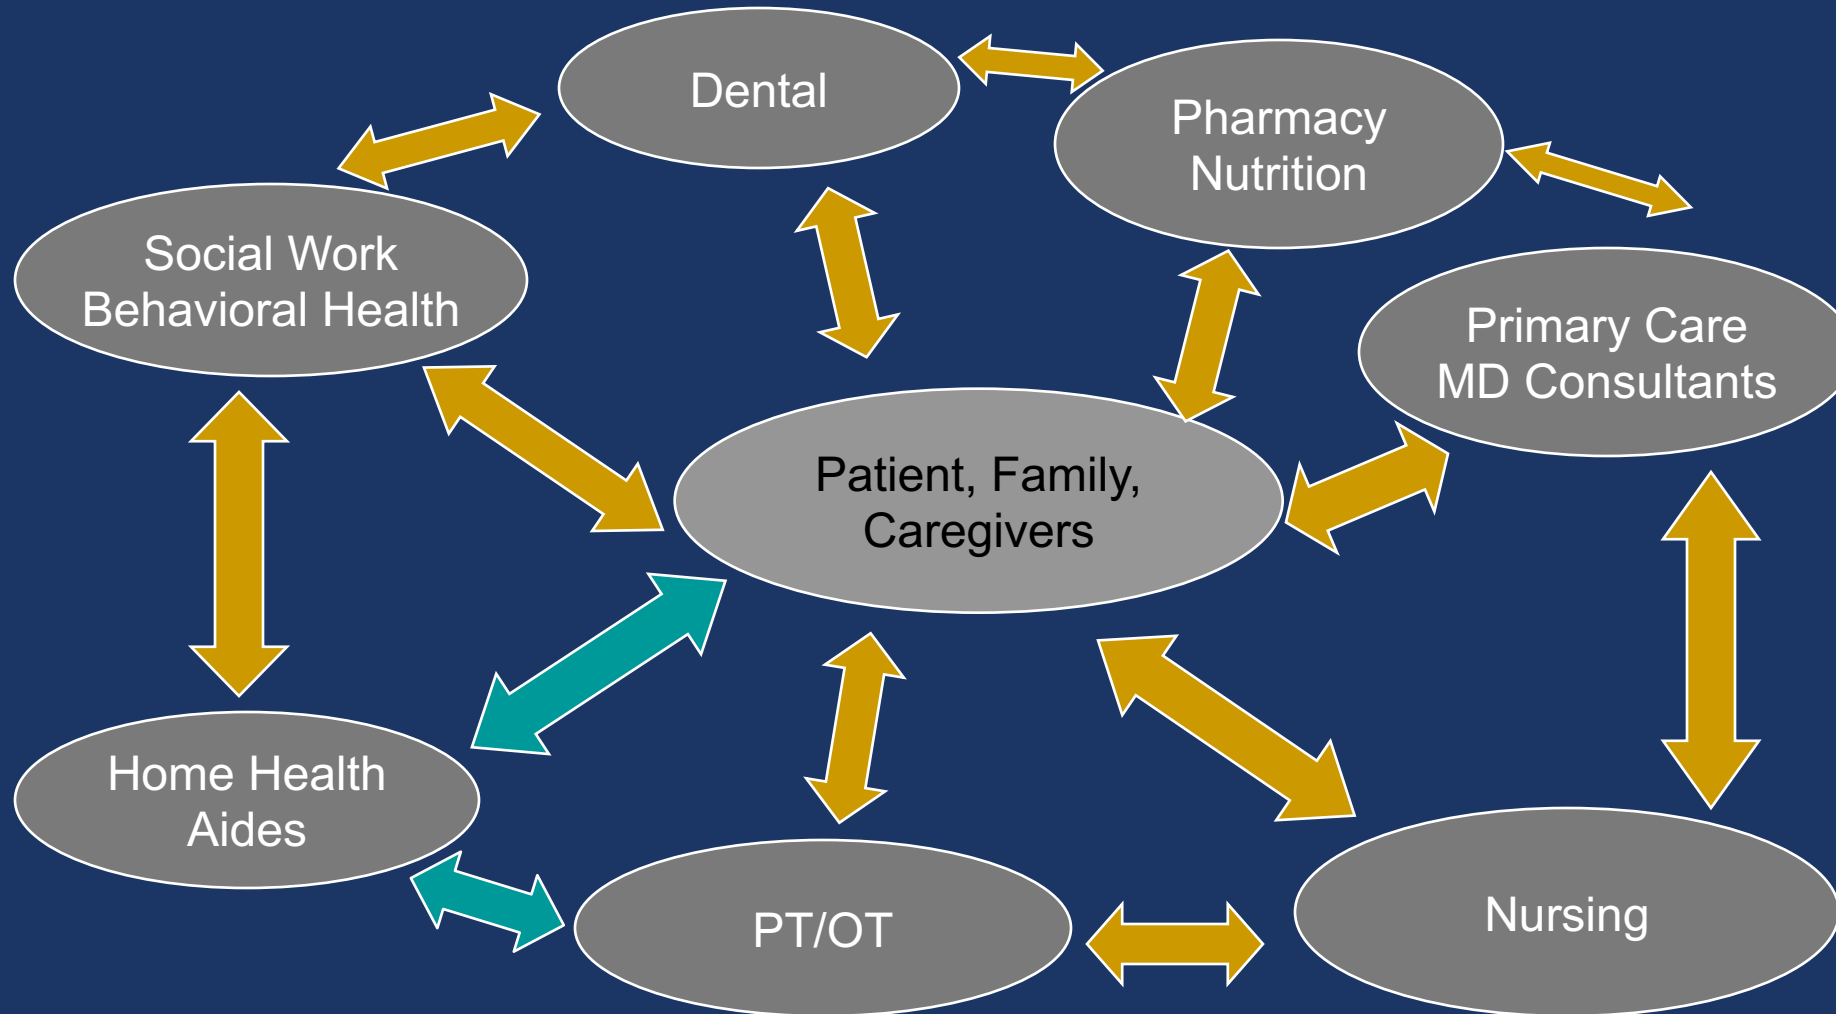 Dental
Pharmacy
Nutrition
Social Work
Behavioral Health
Primary Care
MD Consultants
Patient, Family,
Caregivers
Home Health
Aides
PT/OT
Nursing